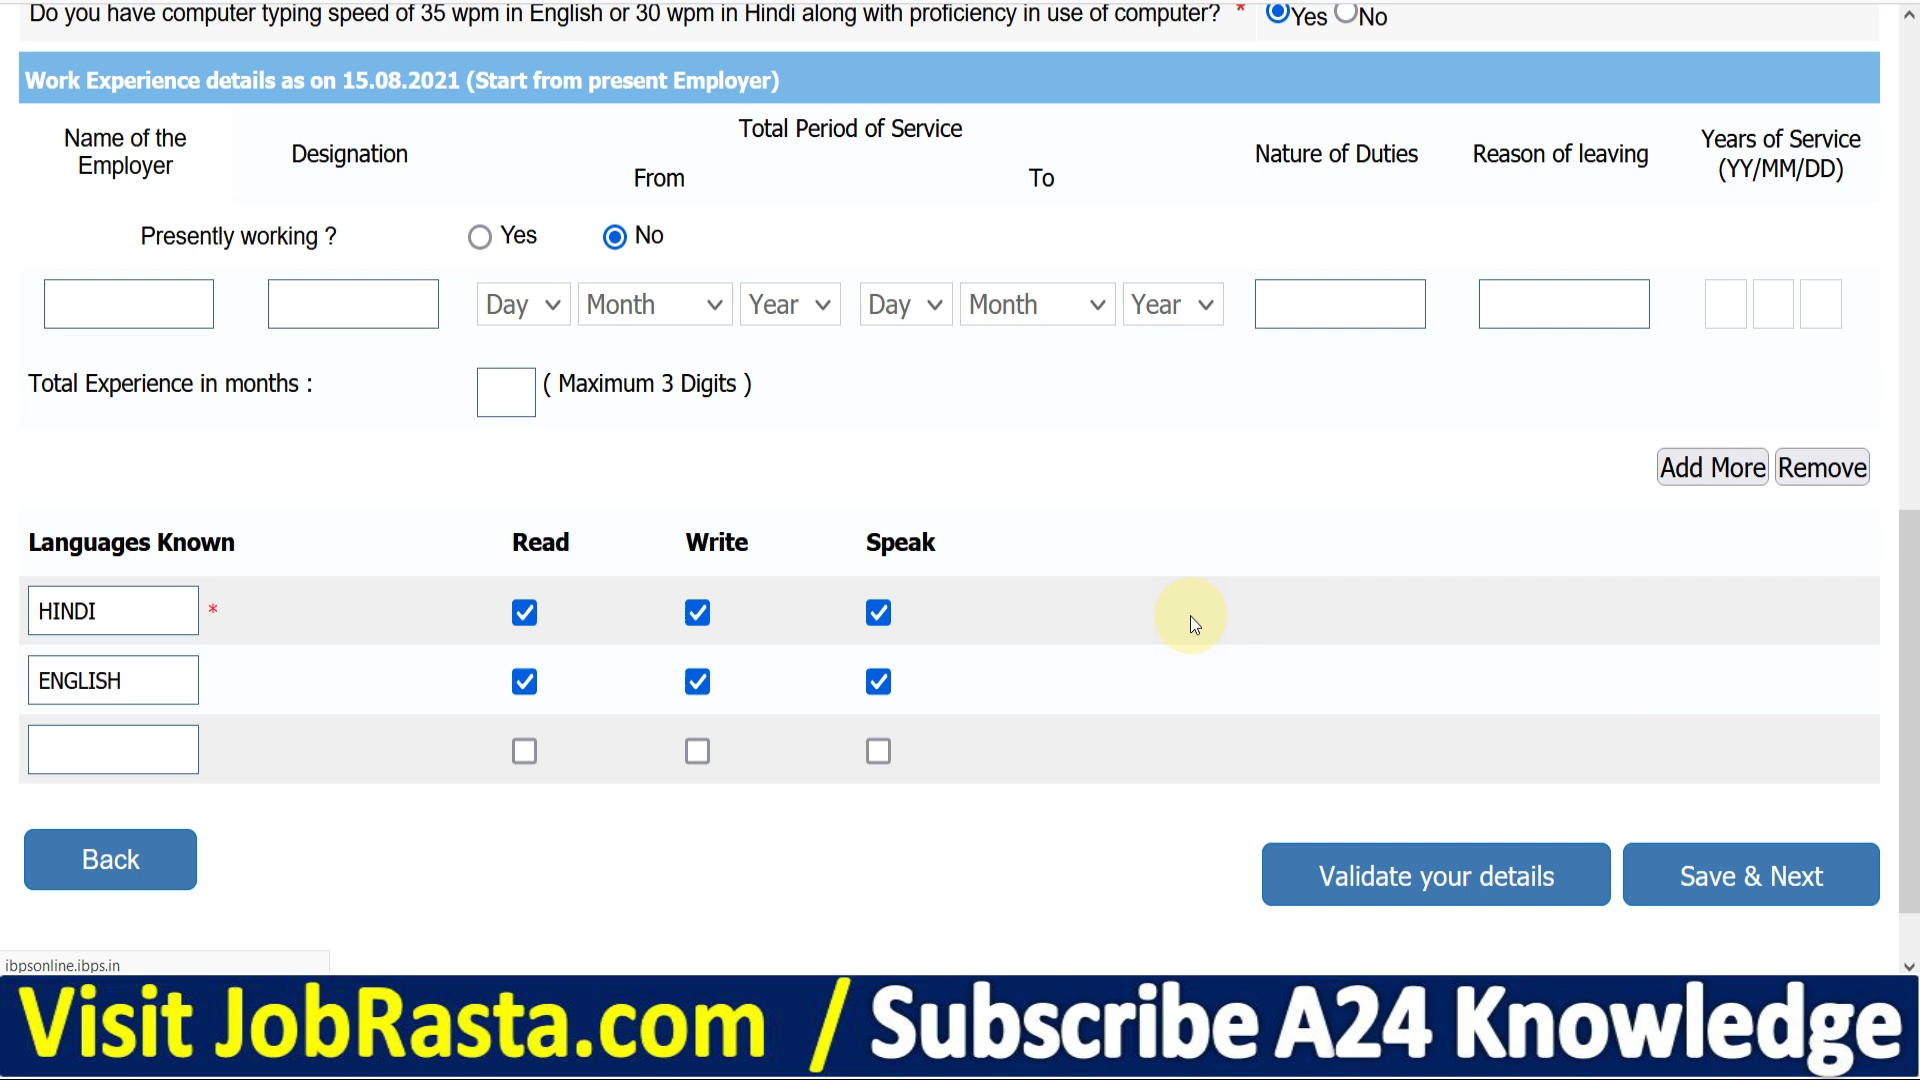 Do you have computer typing speed of 35 wpm in English or 30 wpm in Hindi along with proficiency in use of computer? * Yes No
Work Experience details as on 15.08.2021 (Start from present Employer)
Name of the Employer Designation Total Period of Service Nature of Duties Reason of leaving Years of Service (YY/MM/DD)
From To
Presently working ? Yes No
Day Month Year Day Month Year
Total Experience in months : ( Maximum 3 Digits )
Add More Remove
Languages Known Read Write Speak
HINDI *
ENGLISH
Back Validate your details Save & Next
ibpsonline.ibps.in
Visit JobRasta.com / Subscribe A24 Knowledge